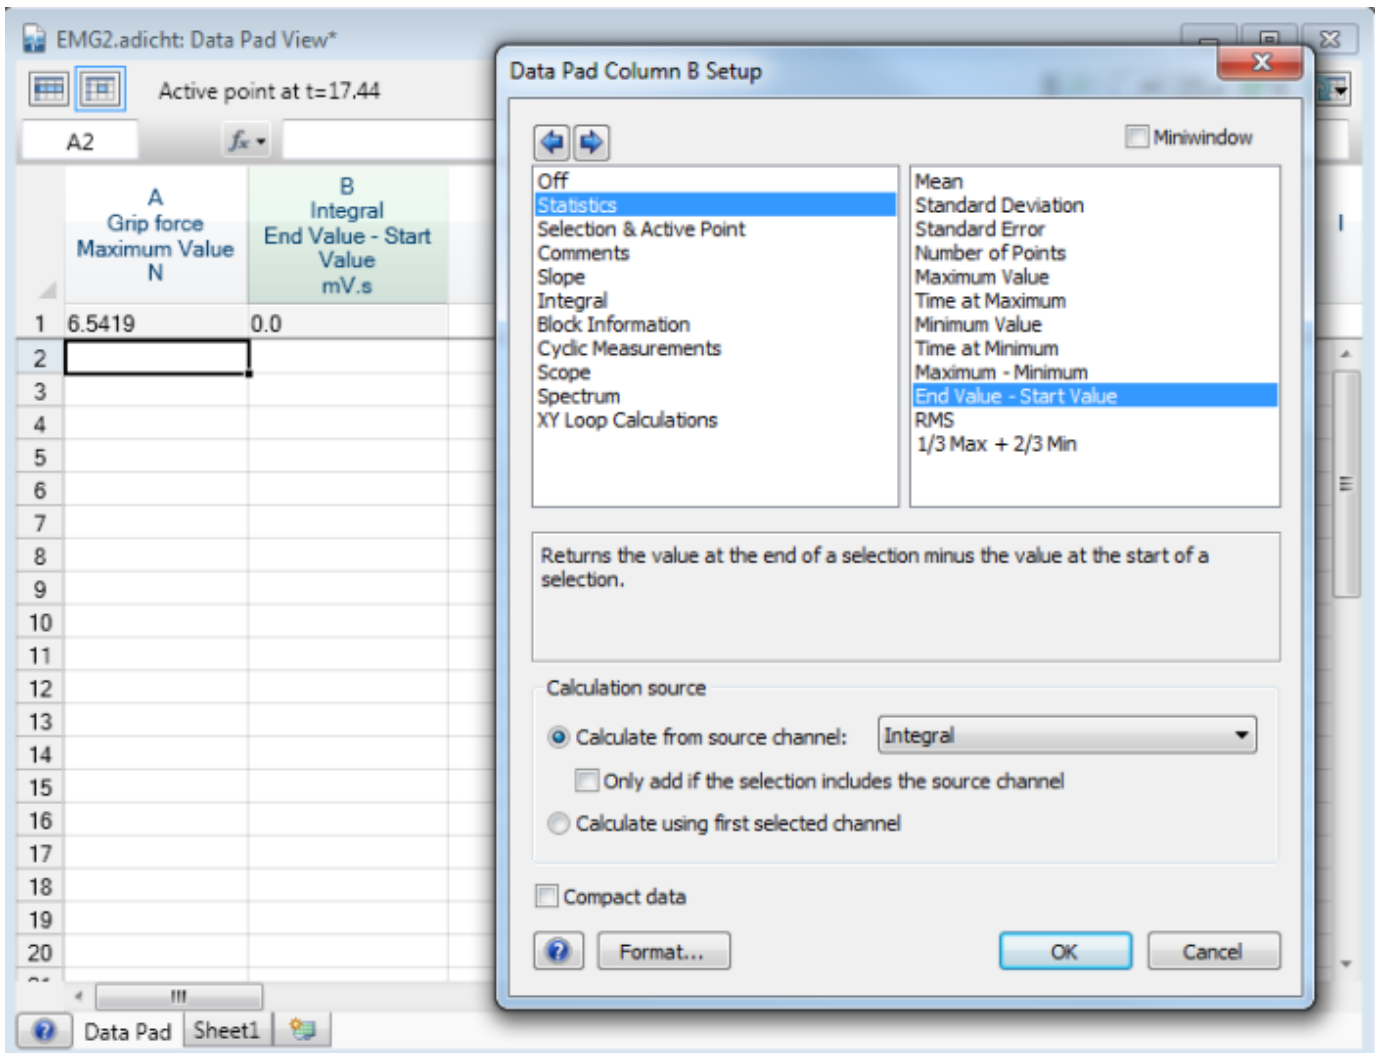 EMG2.adicht: Data Pad View*
Active point at t=17.44
A2
fx
A
Grip force
Maximum Value
N
B
Integral
End Value - Start
Value
mV.s
I
1 6.5419 0.0
2
3
4
5
6
7
8
9
10
11
12
13
14
15
16
17
18
19
20
Data Pad Sheet1
Data Pad Column B Setup
Miniwindow
Off
Statistics
Selection & Active Point
Comments
Slope
Integral
Block Information
Cyclic Measurements
Scope
Spectrum
XY Loop Calculations
Mean
Standard Deviation
Standard Error
Number of Points
Maximum Value
Time at Maximum
Minimum Value
Time at Minimum
Maximum - Minimum
End Value - Start Value
RMS
1/3 Max + 2/3 Min
Returns the value at the end of a selection minus the value at the start of a
selection.
Calculation source
Calculate from source channel: Integral
Only add if the selection includes the source channel
Calculate using first selected channel
Compact data
Format... OK Cancel